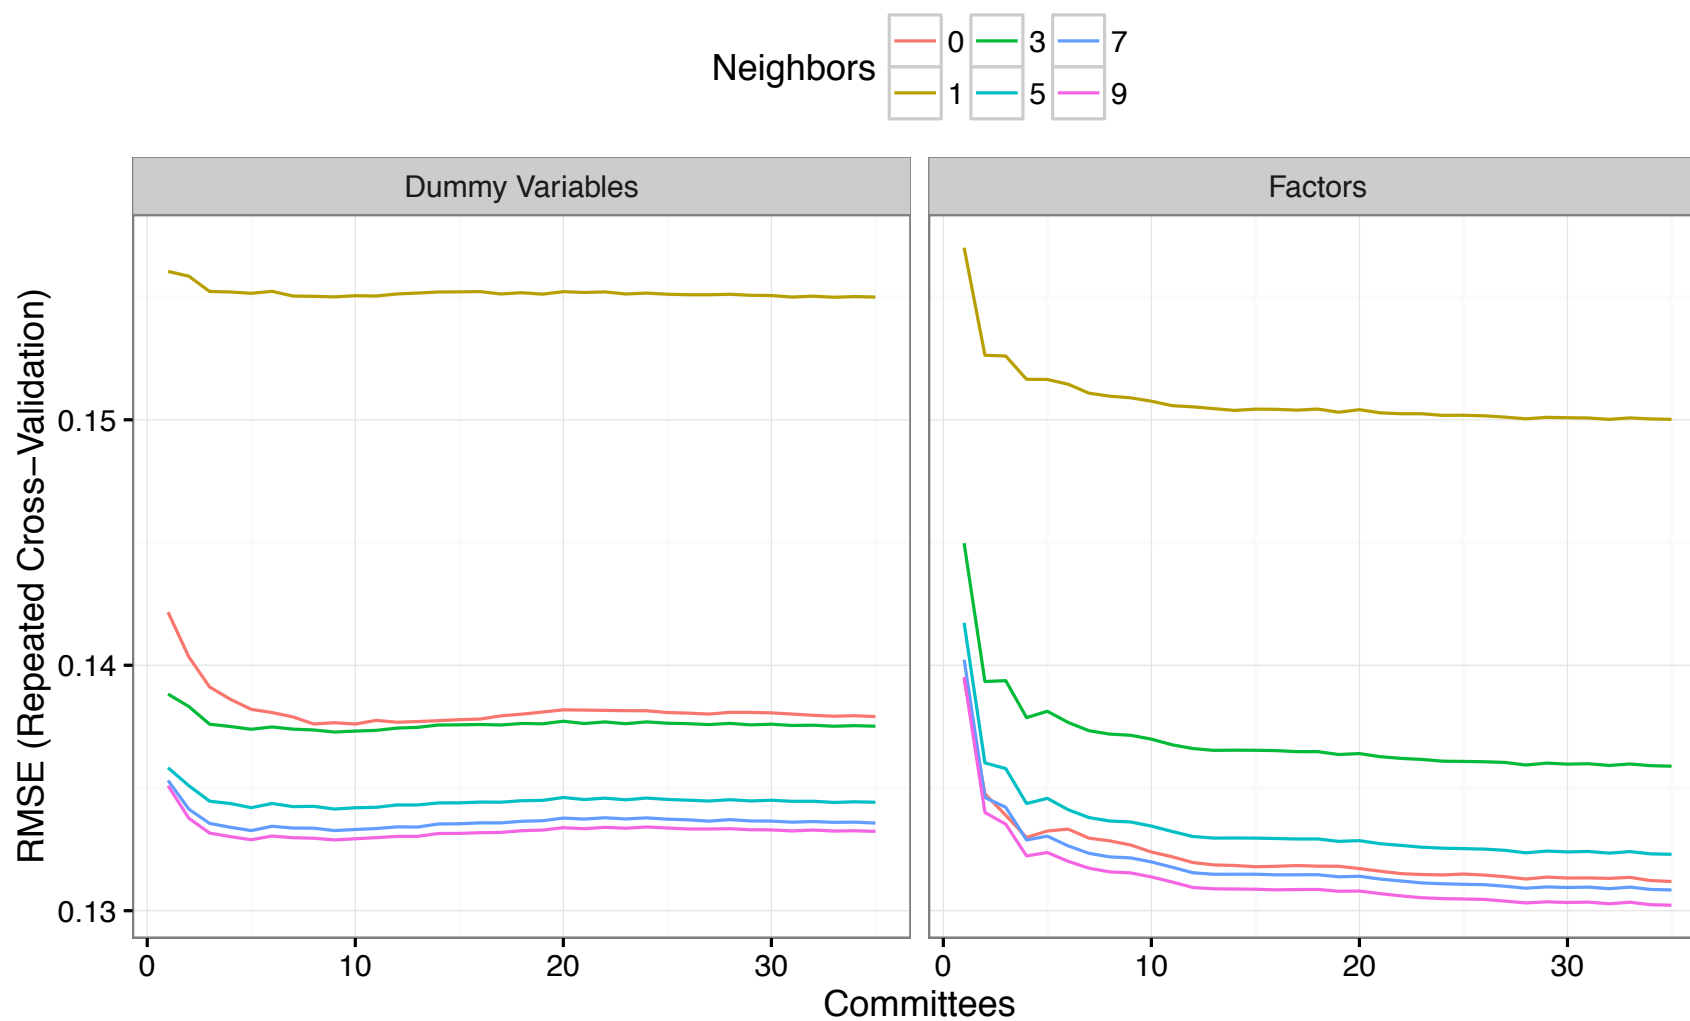 Neighbors
0 3 7
1 5 9
Dummy Variables
Factors
RMSE (Repeated Cross−Validation)
0.15
0.14
0.13
0 10 20 30
0 10 20 30
Committees